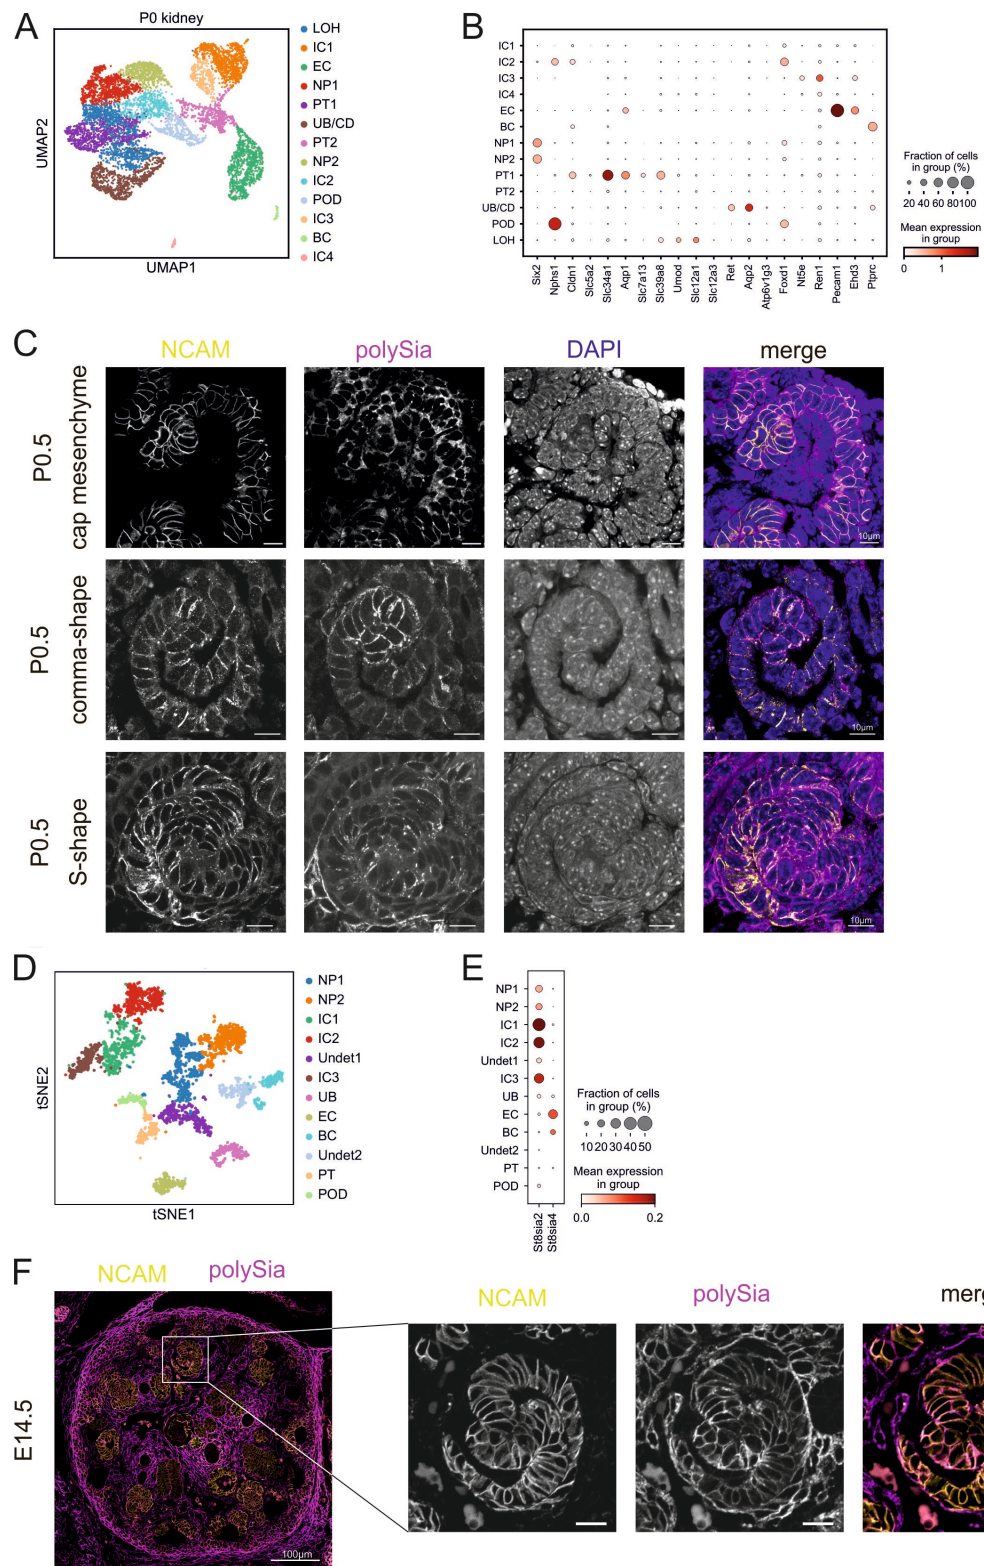 A
P0 kidney
UMAP2
UMAP1
LOH
IC1
EC
NP1
PT1
UB/CD
PT2
NP2
IC2
POD
IC3
BC
IC4
B
IC1
IC2
IC3
IC4
EC
BC
NP1
NP2
PT1
PT2
UB/CD
POD
LOH
Six2
Nphs1
Cldn1
Slc5a2
Slc34a1
Aqp1
Slc7a13
Slc39a8
Umod
Slc12a1
Slc12a3
Ret
Aqp2
Atp6v1g3
Foxd1
Nt5e
Ren1
Pecam1
Ehd3
Ptprc
Fraction of cells
in group (%)
20 40 60 80100
Mean expression
in group
0 1
C
NCAM polySia DAPI merge
P0.5
cap mesenchyme
10µm
P0.5
comma-shape
10µm
P0.5
S-shape
10µm
D
tSNE2
tSNE1
NP1
NP2
IC1
IC2
Undet1
IC3
UB
EC
BC
Undet2
PT
POD
E
NP1
NP2
IC1
IC2
Undet1
IC3
UB
EC
BC
Undet2
PT
POD
St8sia2
St8sia4
Fraction of cells
in group (%)
10 20 30 40 50
Mean expression
in group
0.0 0.2
F
NCAM polySia
E14.5
100µm
NCAM polySia merg